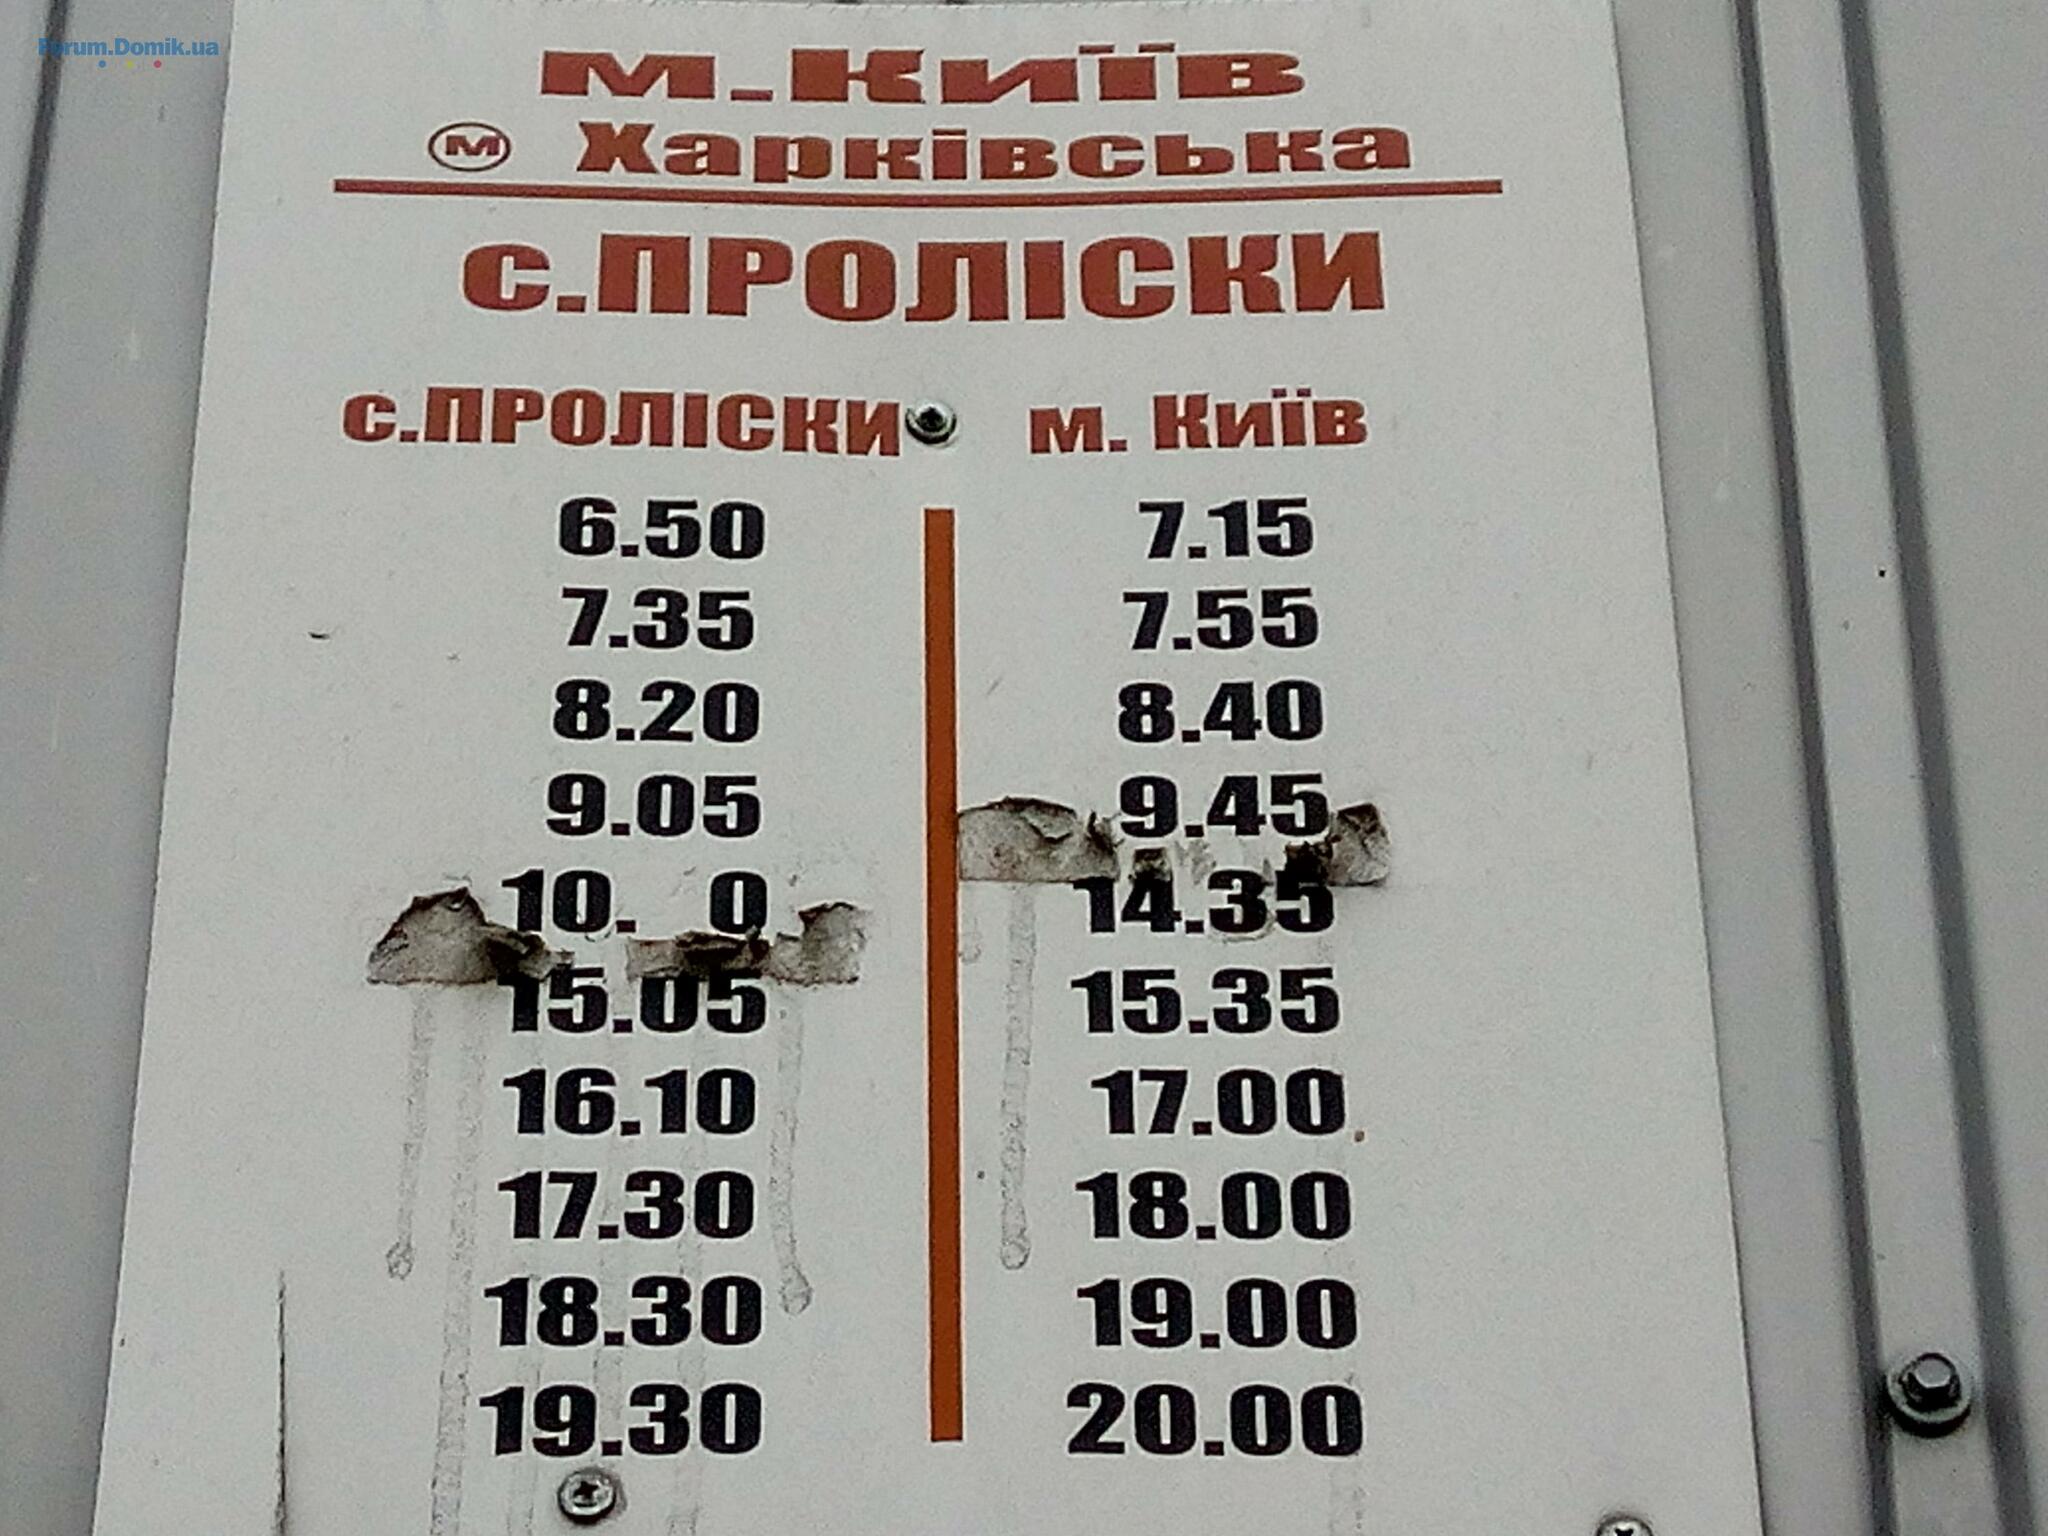 Forum.Domik.ua
м.Київ
М Харківська
с.ПРОЛІСКИ
с.ПРОЛІСКИ м. Київ
6.50 7.15
7.35 7.55
8.20 8.40
9.05 9.45
14.35
15.05 15.35
16.10 17.00
17.30 18.00
18.30 19.00
19.30 20.00